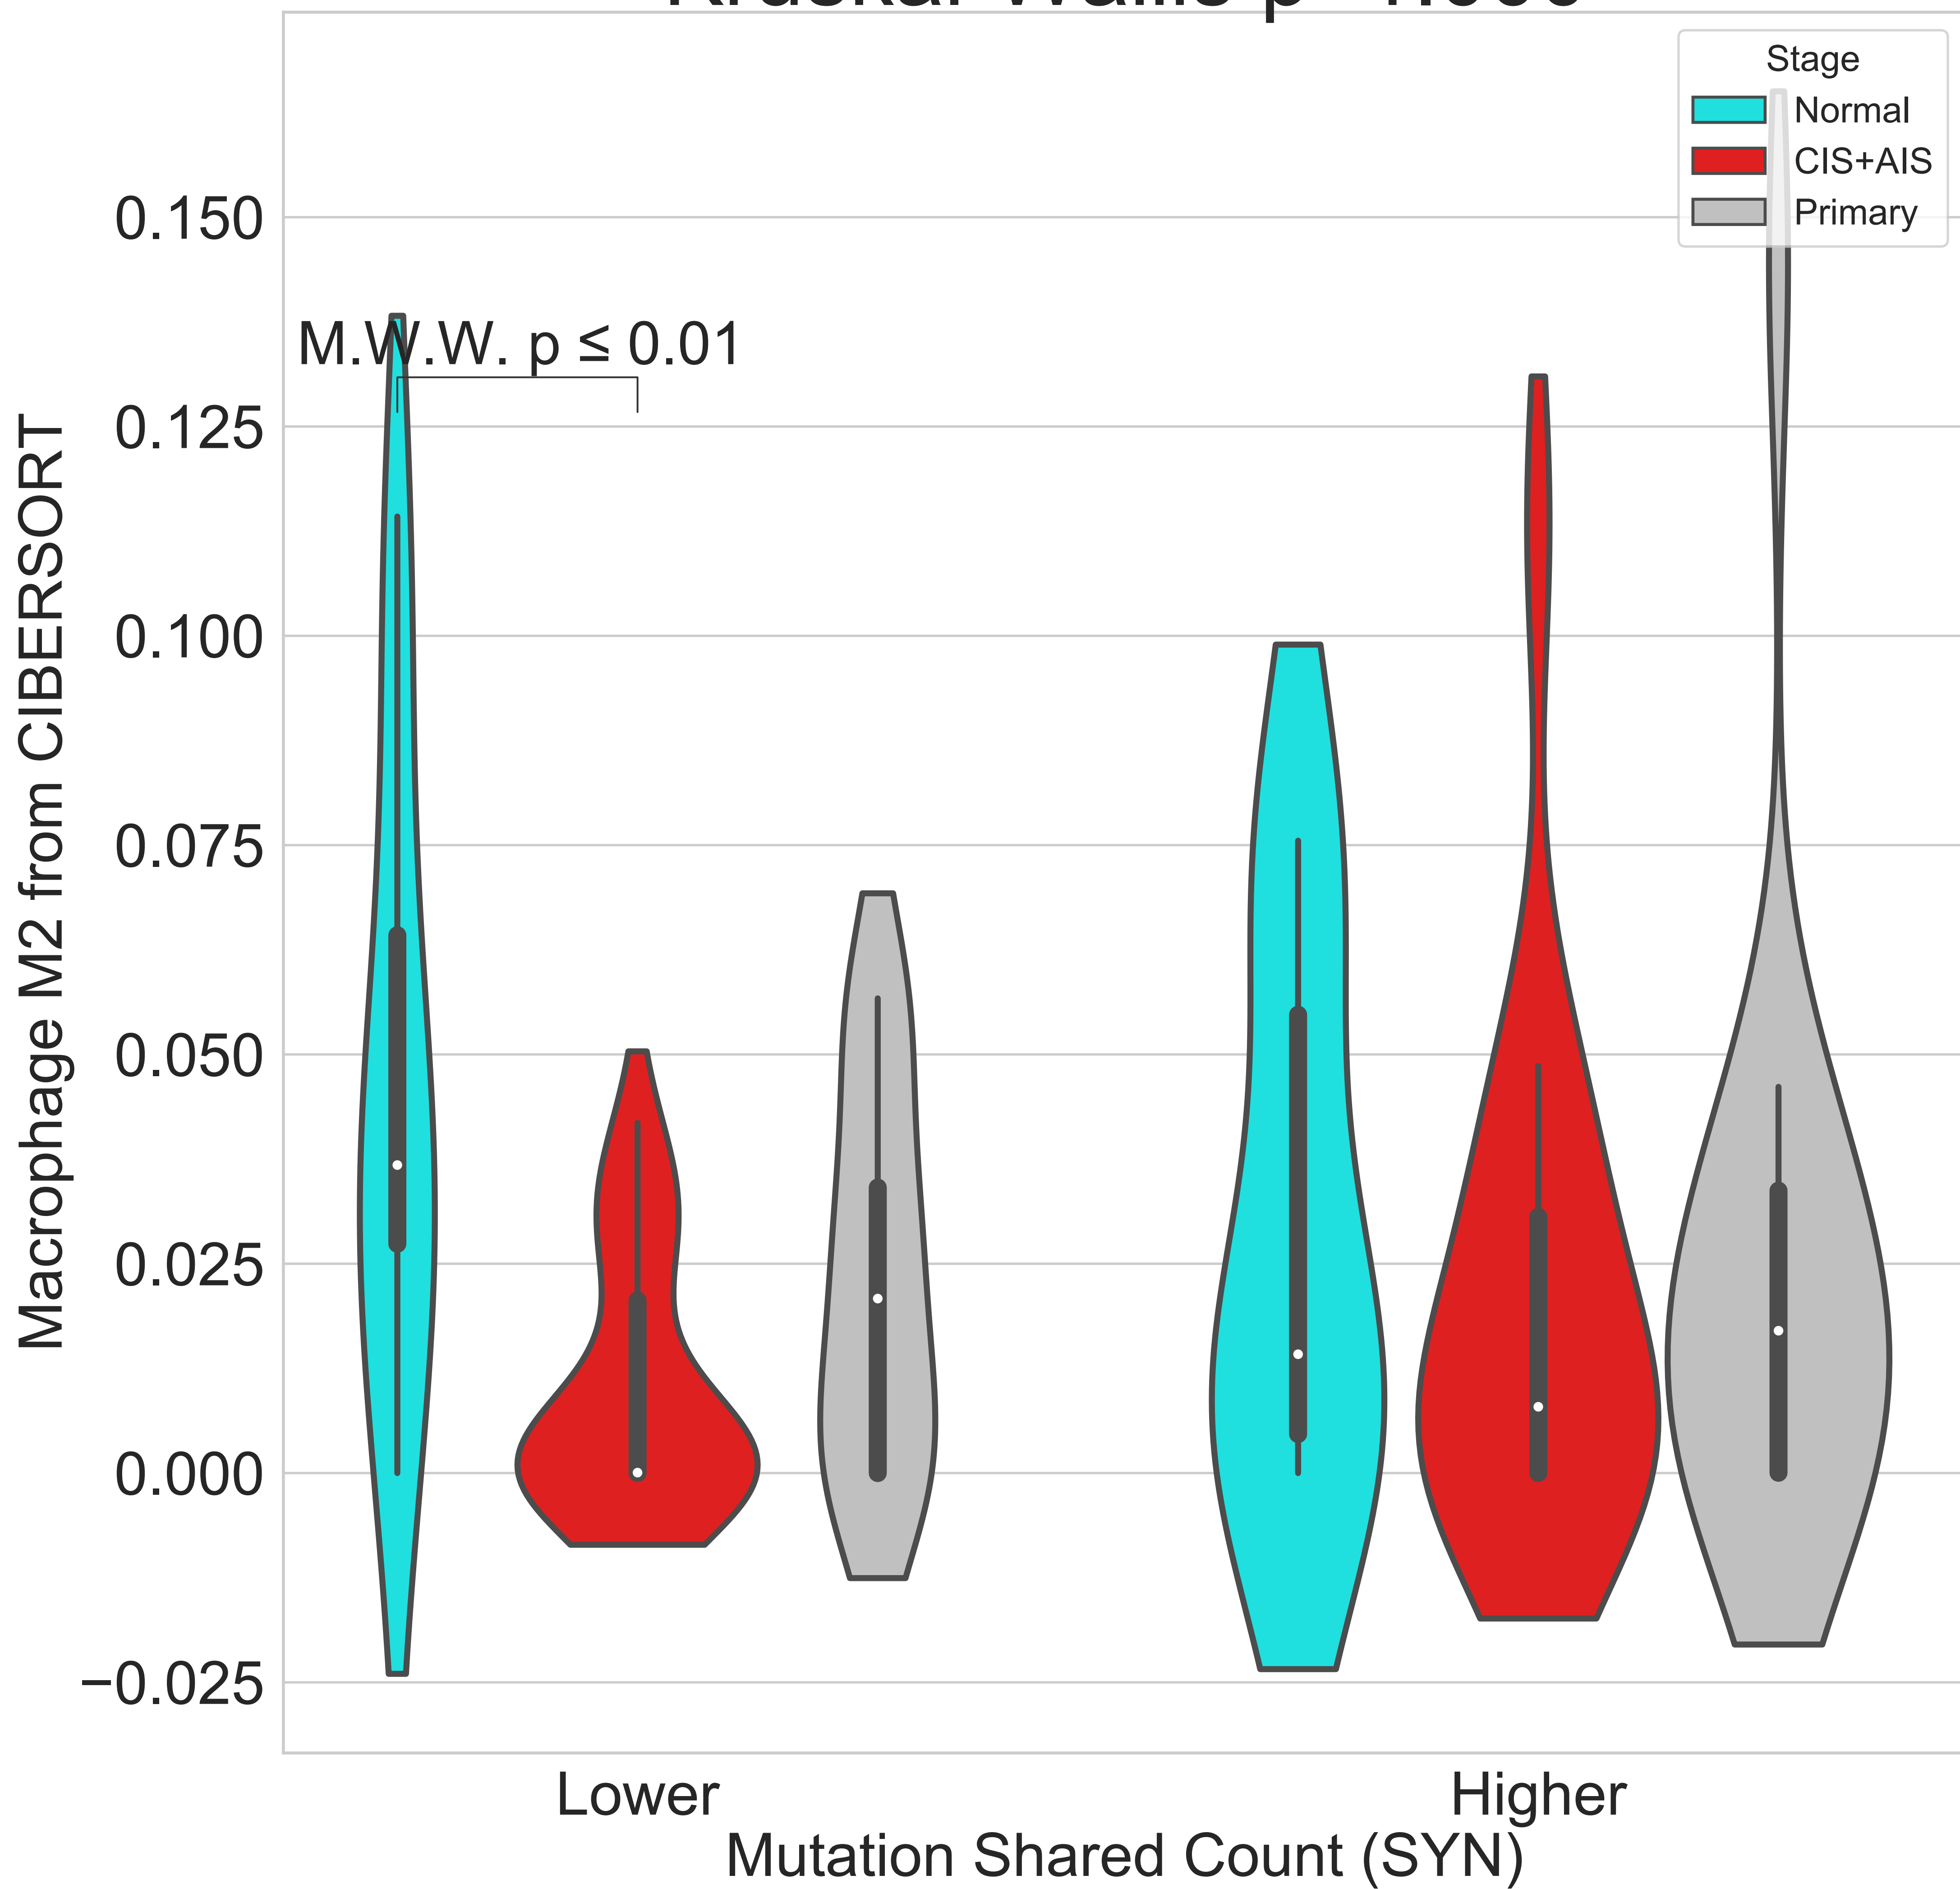 Stage
Normal
CIS+AIS
Primary
M.W.W. p ≤ 0.01
Macrophage M2 from CIBERSORT
0.150
0.125
0.100
0.075
0.050
0.025
0.000
−0.025
Lower
Higher
Mutation Shared Count (SYN)